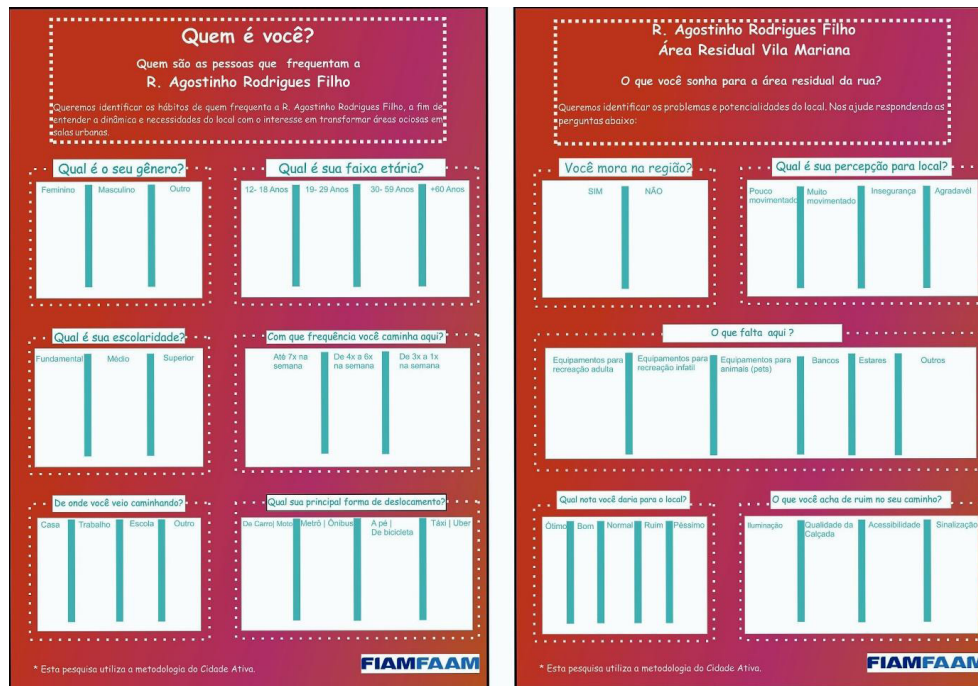 Quem é você?
Quem são as pessoas que frequentam a
R. Agostinho Rodrigues Filho
Queremos identificar os hábitos de quem frequenta a R. Agostinho Rodrigues Filho, a fim de
entender a dinâmica e necessidades do local com o interesse em transformar áreas ociosas em
salas urbanas.
Qual é o seu gênero?
Feminino
Masculino
Outro
Qual é sua faixa etária?
12- 18 Anos
19- 29 Anos
30- 59 Anos
+60 Anos
Qual é sua escolaridade?
Fundamental
Médio
Superior
Com que frequência você caminha aqui?
Até 7x na
semana
De 4x a 6x
na semana
De 3x a 1x
na semana
De onde você veio caminhando?
Casa
Trabalho
Escola
Outro
Qual sua principal forma de deslocamento?
De Carro| Moto
Metrô | Ônibus
A pé |
De bicicleta
Táxi | Uber
* Esta pesquisa utiliza a metodologia do Cidade Ativa.
FIAMFAAM
R. Agostinho Rodrigues Filho
Área Residual Vila Mariana
O que você sonha para a área residual da rua?
Queremos identificar os problemas e potencialidades do local. Nos ajude respondendo as
perguntas abaixo:
Você mora na região?
SIM
NÃO
Qual é sua percepção para local?
Pouco
movimentado
Muito
movimentado
Insegurança
Agradavél
O que falta aqui ?
Equipamentos para
recreação adulta
Equipamentos para
recreação infatil
Equipamentos para
animais (pets)
Bancos
Estares
Outros
Qual nota você daria para o local?
Ótimo
Bom
Normal
Ruim
Péssimo
O que você acha de ruim no seu caminho?
Iluminação
Qualidade da
Calçada
Acessibilidade
Sinalização
* Esta pesquisa utiliza a metodologia do Cidade Ativa.
FIAMFAAM